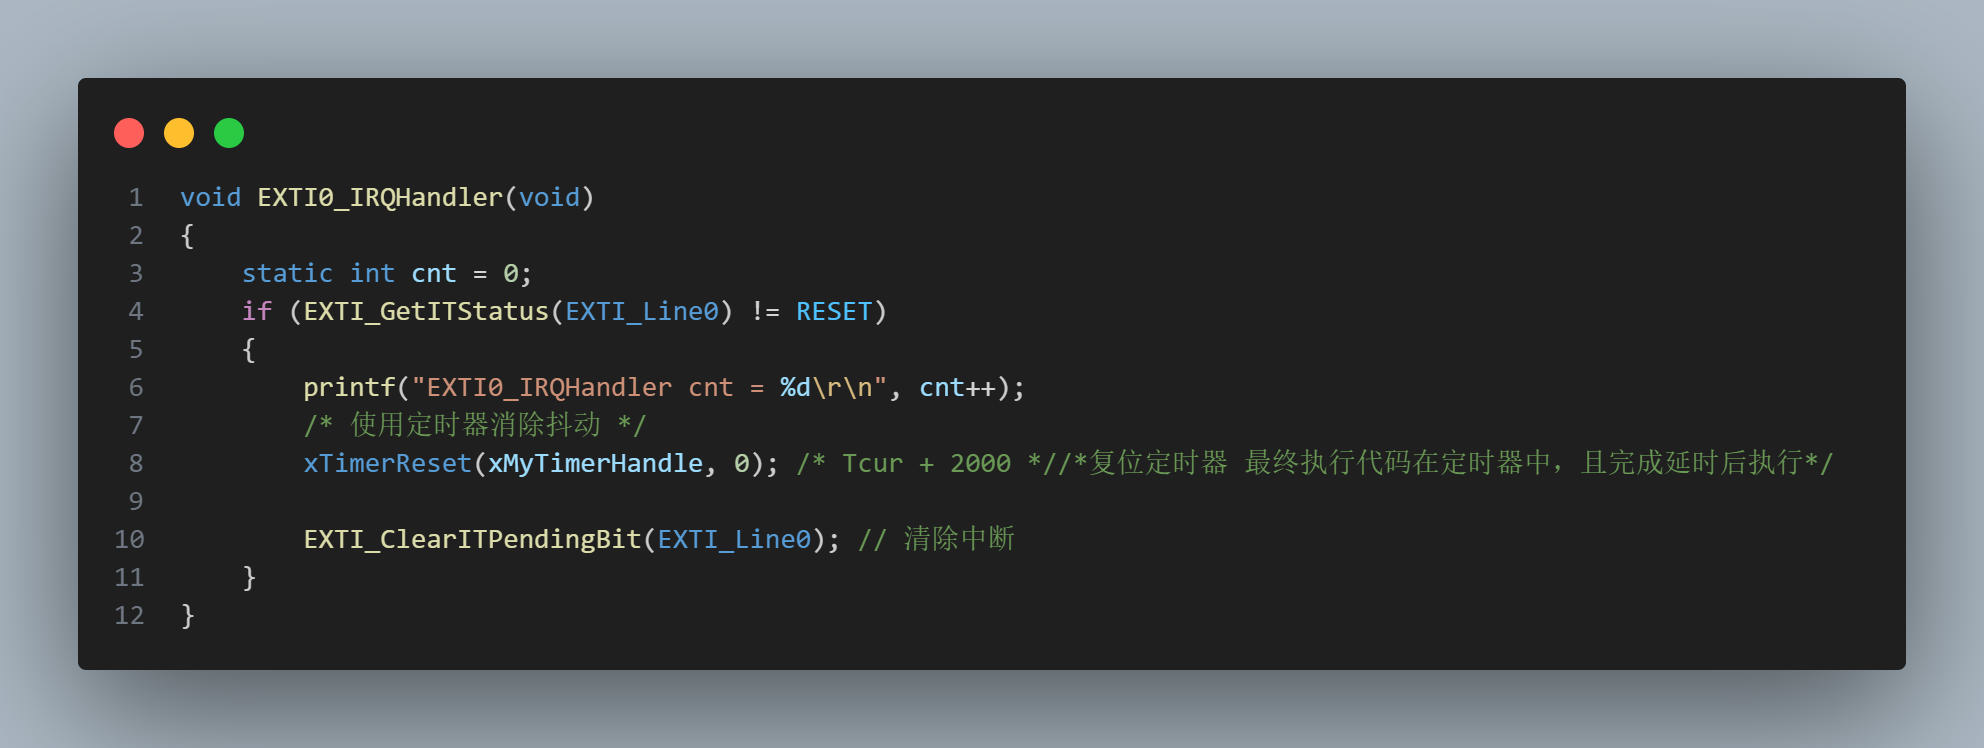 1 void EXTI0_IRQHandler(void)
2 {
3     static int cnt = 0;
4     if (EXTI_GetITStatus(EXTI_Line0) != RESET)
5     {
6         printf("EXTI0_IRQHandler cnt = %d\r\n", cnt++);
7         /* 使用定时器消除抖动 */
8         xTimerReset(xMyTimerHandle, 0); /* Tcur + 2000 *//*复位定时器 最终执行代码在定时器中，且完成延时后执行*/
9
10         EXTI_ClearITPendingBit(EXTI_Line0); // 清除中断
11     }
12 }